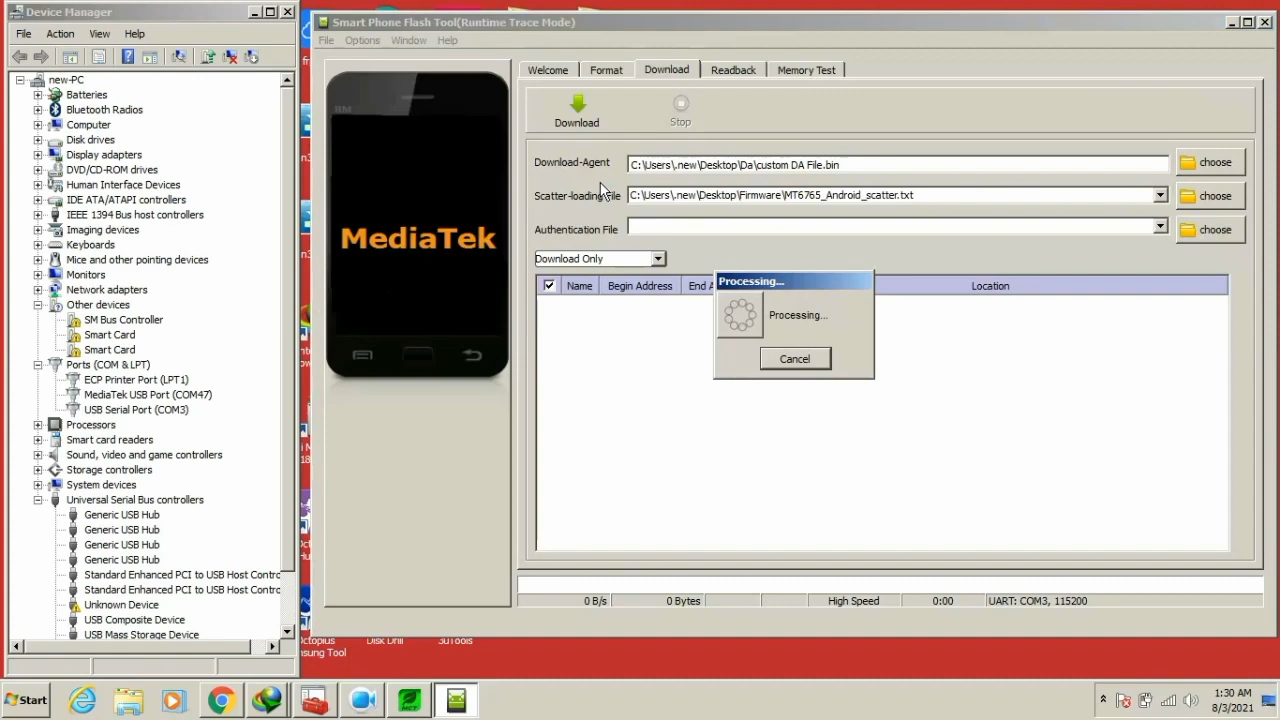 Device Manager
File Action View Help
new-PC
Batteries
Bluetooth Radios
Computer
Disk drives
Display adapters
DVD/CD-ROM drives
Human Interface Devices
IDE ATA/ATAPI controllers
IEEE 1394 Bus host controllers
Imaging devices
Keyboards
Mice and other pointing devices
Monitors
Network adapters
Other devices
SM Bus Controller
Smart Card
Smart Card
Ports (COM & LPT)
ECP Printer Port (LPT1)
MediaTek USB Port (COM47)
USB Serial Port (COM3)
Processors
Smart card readers
Sound, video and game controllers
Storage controllers
System devices
Universal Serial Bus controllers
Generic USB Hub
Generic USB Hub
Generic USB Hub
Generic USB Hub
Standard Enhanced PCI to USB Host Contro
Standard Enhanced PCI to USB Host Contro
Unknown Device
USB Composite Device
USB Mass Storage Device
Smart Phone Flash Tool(Runtime Trace Mode)
File Options Window Help
BM
MediaTek
Welcome Format Download Readback Memory Test
Download Stop
Download-Agent C:\Users\.new\Desktop\Da\custom DA File.bin choose
Scatter-loading File C:\Users\.new\Desktop\Firmware\MT6765_Android_scatter.txt choose
Authentication File choose
Download Only
Name Begin Address End A Location
Processing...
Processing...
Cancel
0 B/s 0 Bytes High Speed 0:00 UART: COM3, 115200
Disk Drill 3uTools
Start
MCT
1:30 AM
8/3/2021